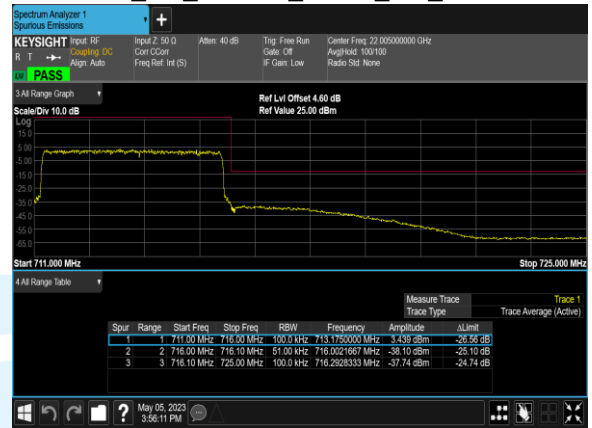 Spectrum Analyzer 1
Spurious Emissions
+
KEYSIGHT Input: RF Input Z: 50 Ω Atten: 40 dB Trig: Free Run Center Freq: 22.005000000 GHz
R T Coupling: DC Corr CCorr Gate: Off Avg|Hold: 100/100
Align: Auto Freq Ref: Int (S) IF Gain: Low Radio Std: None
LXI PASS
3 All Range Graph
Ref Lvl Offset 4.60 dB
Scale/Div 10.0 dB Ref Value 25.00 dBm
Log
15.0
5.00
-5.00
-15.0
-25.0
-35.0
-45.0
-55.0
-65.0
Start 711.000 MHz Stop 725.000 MHz
4 All Range Table
Measure Trace Trace 1
Trace Type Trace Average (Active)
Spur Range Start Freq Stop Freq RBW Frequency Amplitude ΔLimit
1 1 711.00 MHz 716.00 MHz 100.0 kHz 713.1750000 MHz 3.439 dBm -26.56 dB
2 2 716.00 MHz 716.10 MHz 51.00 kHz 716.0021667 MHz -38.10 dBm -25.10 dB
3 3 716.10 MHz 725.00 MHz 100.0 kHz 716.2928333 MHz -37.74 dBm -24.74 dB
? May 05, 2023
3:56:11 PM